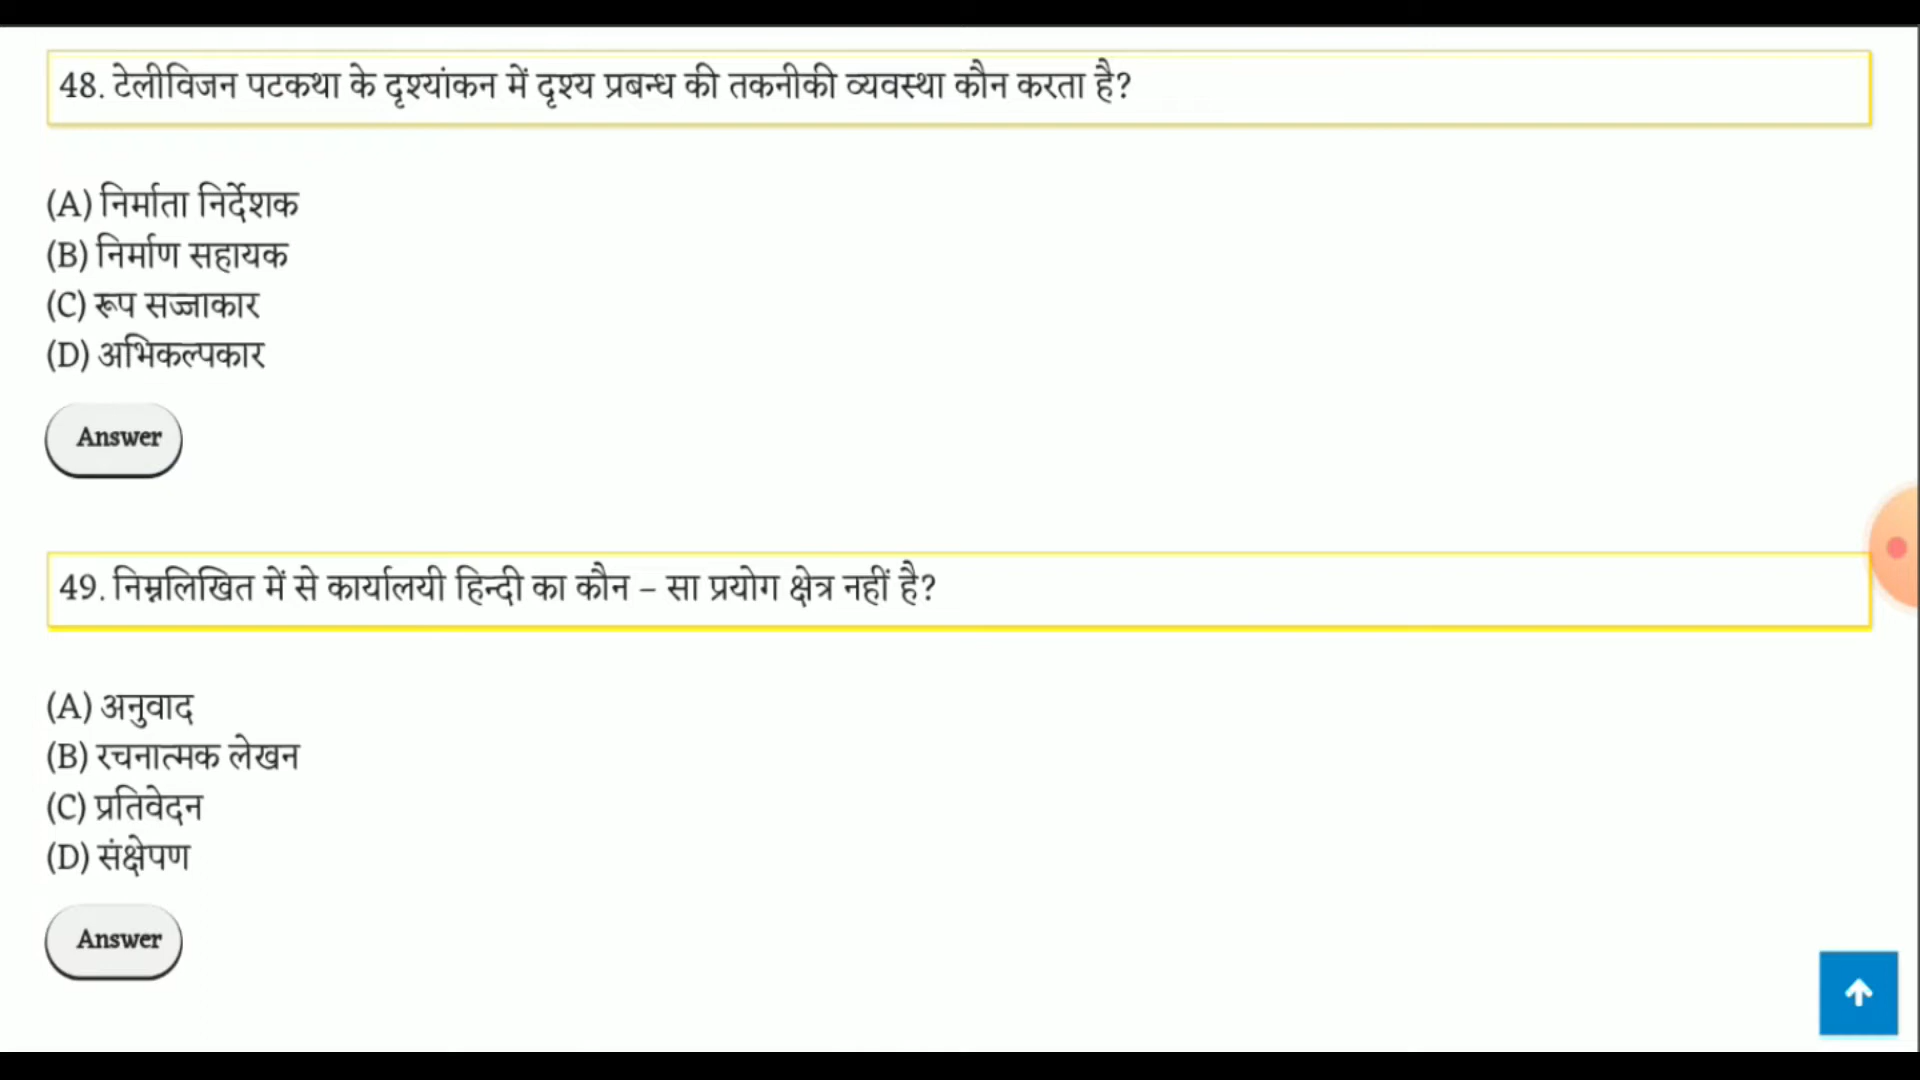 48. टेलीविजन पटकथा के दृश्यांकन में दृश्य प्रबन्ध की तकनीकी व्यवस्था कौन करता है?
(A) निर्माता निर्देशक
(B) निर्माण सहायक
(C) रूप सज्जाकार
(D) अभिकल्पकार
Answer
49. निम्नलिखित में से कार्यालयी हिन्दी का कौन – सा प्रयोग क्षेत्र नहीं है?
(A) अनुवाद
(B) रचनात्मक लेखन
(C) प्रतिवेदन
(D) संक्षेपण
Answer